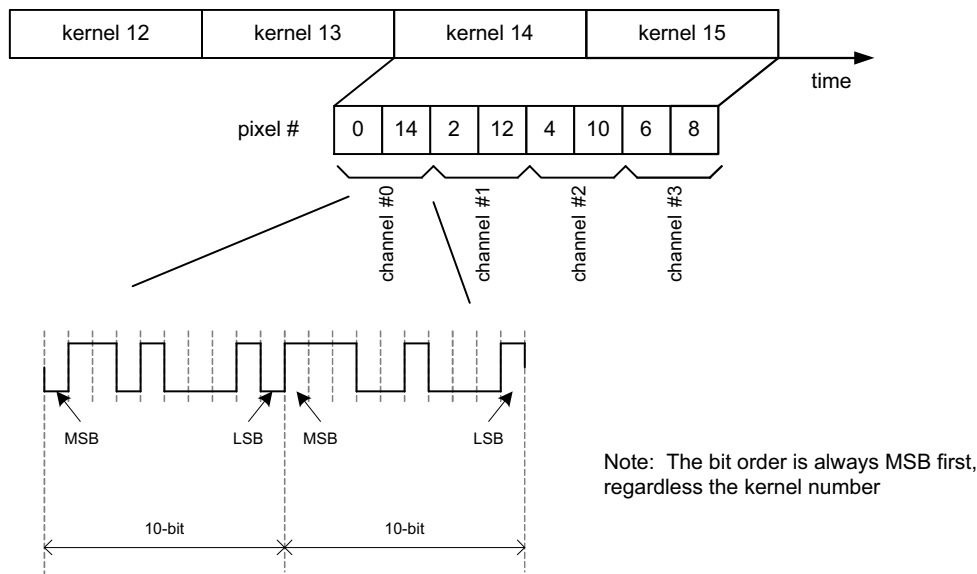 kernel 12 kernel 13 kernel 14 kernel 15
time
pixel # 0 14 2 12 4 10 6 8
channel #0 channel #1 channel #2 channel #3
MSB LSB MSB LSB
Note: The bit order is always MSB first,
regardless the kernel number
10-bit 10-bit